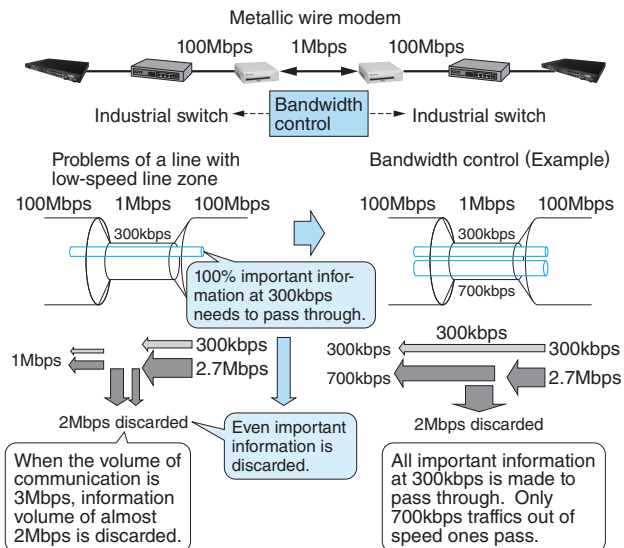 Metallic wire modem
100Mbps 1Mbps 100Mbps
Industrial switch
Bandwidth
control
Industrial switch
Problems of a line with
low-speed line zone
100Mbps 1Mbps 100Mbps
300kbps
100% important infor-
mation at 300kbps
needs to pass through.
300kbps
1Mbps
2.7Mbps
2Mbps discarded
Even important
information is
discarded.
When the volume of
communication is
3Mbps, information
volume of almost
2Mbps is discarded.
Bandwidth control (Example)
100Mbps 1Mbps 100Mbps
300kbps
700kbps
300kbps
300kbps 300kbps
700kbps 2.7Mbps
2Mbps discarded
All important information
at 300kbps is made to
pass through. Only
700kbps traffics out of
speed ones pass.